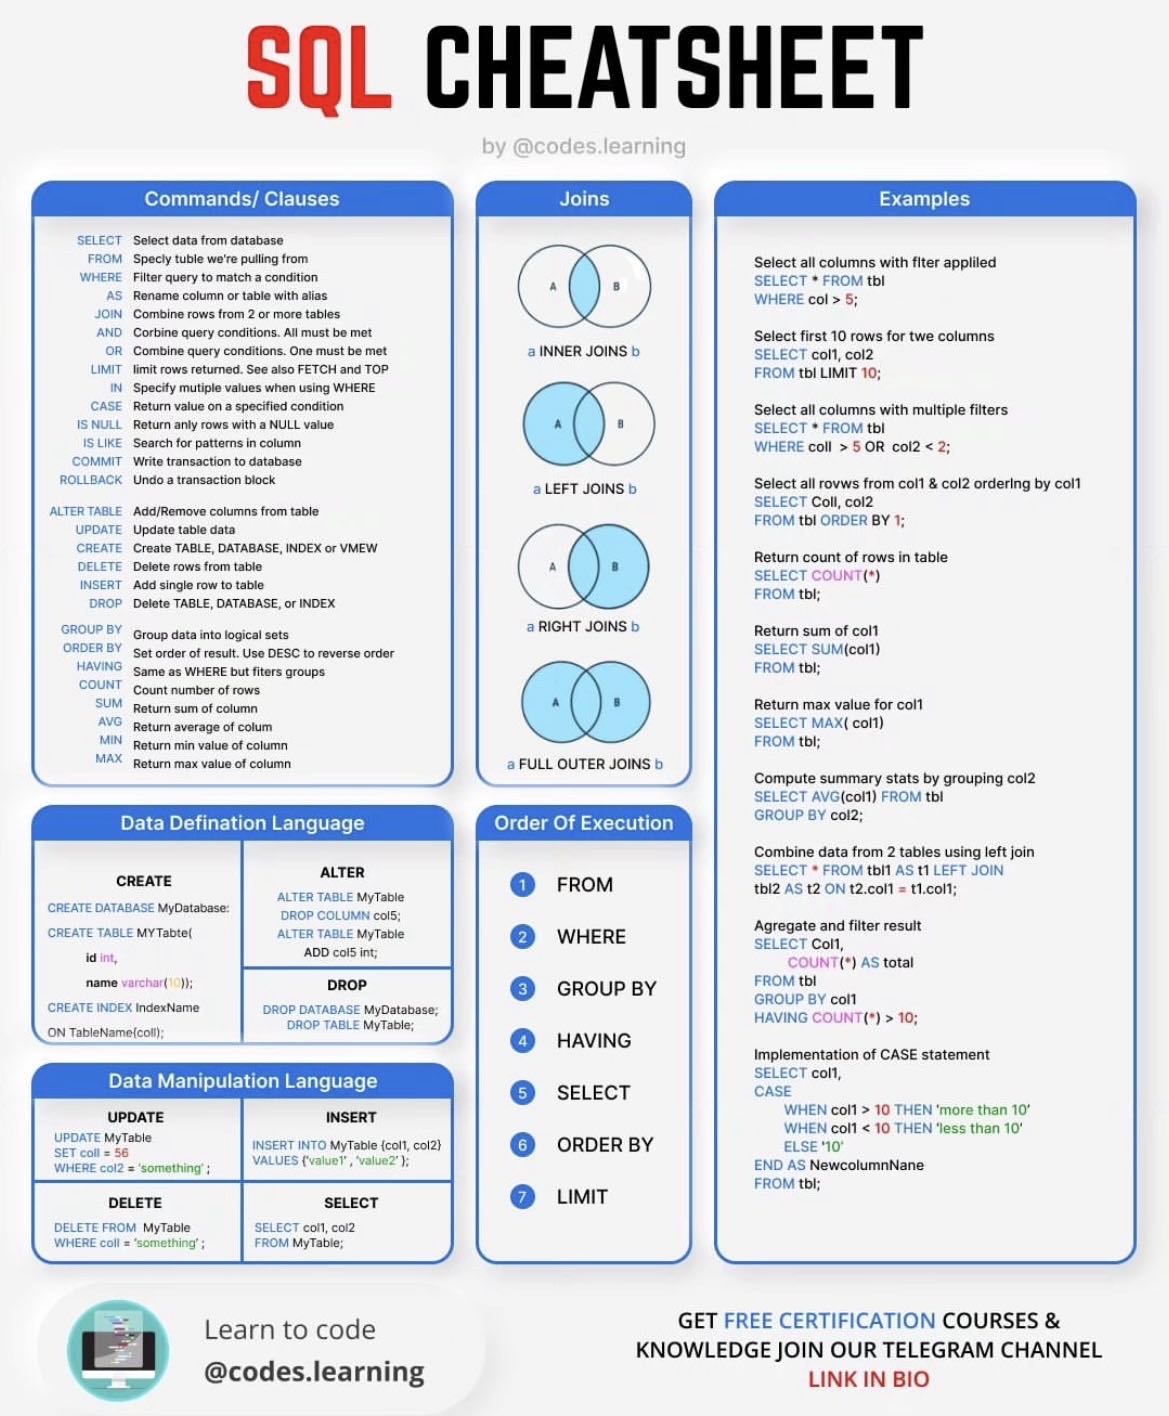 SQL CHEATSHEET
by @codes.learning
Commands/ Clauses
SELECT Select data from database
FROM Specly tuble we're pulling from
WHERE Filter query to match a condition
AS Rename column or table with alias
JOIN Combine rows from 2 or more tables
AND Corbine query conditions. All must be met
OR Combine query conditions. One must be met
LIMIT limit rows returned. See also FETCH and TOP
IN Specify mutiple values when using WHERE
CASE Return value on a specified condition
IS NULL Return anly rows with a NULL value
IS LIKE Search for patterns in column
COMMIT Write transaction to database
ROLLBACK Undo a transaction block
ALTER TABLE Add/Remove columns from table
UPDATE Update table data
CREATE Create TABLE, DATABASE, INDEX or VMEW
DELETE Delete rows from table
INSERT Add single row to table
DROP Delete TABLE, DATABASE, or INDEX
GROUP BY Group data into logical sets
ORDER BY Set order of result. Use DESC to reverse order
HAVING Same as WHERE but fiters groups
COUNT Count number of rows
SUM Return sum of column
AVG Return average of colum
MIN Return min value of column
MAX Return max value of column
Joins
A B
a INNER JOINS b
A B
a LEFT JOINS b
A B
a RIGHT JOINS b
A B
a FULL OUTER JOINS b
Examples
Select all columns with flter appliled
SELECT * FROM tbl
WHERE col > 5;
Select first 10 rows for twe columns
SELECT col1, col2
FROM tbl LIMIT 10;
Select all columns with multiple filters
SELECT * FROM tbl
WHERE coll > 5 OR col2 < 2;
Select all rovws from col1 & col2 orderlng by col1
SELECT Coll, col2
FROM tbl ORDER BY 1;
Return count of rows in table
SELECT COUNT(*)
FROM tbl;
Return sum of col1
SELECT SUM(col1)
FROM tbl;
Return max value for col1
SELECT MAX( col1)
FROM tbl;
Compute summary stats by grouping col2
SELECT AVG(col1) FROM tbl
GROUP BY col2;
Combine data from 2 tables using left join
SELECT * FROM tbl1 AS t1 LEFT JOIN
tbl2 AS t2 ON t2.col1 = t1.col1;
Agregate and filter result
SELECT Col1,
COUNT(*) AS total
FROM tbl
GROUP BY col1
HAVING COUNT(*) > 10;
Implementation of CASE statement
SELECT col1,
CASE
WHEN col1 > 10 THEN 'more than 10'
WHEN col1 < 10 THEN 'less than 10'
ELSE '10'
END AS NewcolumnNane
FROM tbl;
Data Defination Language
CREATE
CREATE DATABASE MyDatabase:
CREATE TABLE MYTabte(
id int,
name varchar(10));
CREATE INDEX IndexName
ON TableName{coll);
ALTER
ALTER TABLE MyTable
DROP COLUMN col5;
ALTER TABLE MyTable
ADD col5 int;
DROP
DROP DATABASE MyDatabase;
DROP TABLE MyTable;
Order Of Execution
1 FROM
2 WHERE
3 GROUP BY
4 HAVING
5 SELECT
6 ORDER BY
7 LIMIT
Data Manipulation Language
UPDATE
UPDATE MyTable
SET coll = 56
WHERE col2 = 'something' ;
INSERT
INSERT INTO MyTable {col1, col2}
VALUES {'value1' , 'value2' };
DELETE
DELETE FROM MyTable
WHERE coll = 'something' ;
SELECT
SELECT col1, col2
FROM MyTable;
Learn to code
@codes.learning
GET FREE CERTIFICATION COURSES &
KNOWLEDGE JOIN OUR TELEGRAM CHANNEL
LINK IN BIO